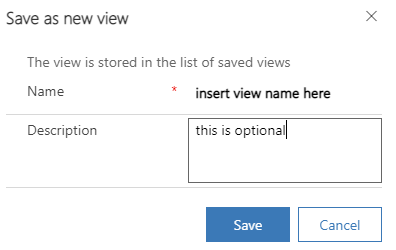 Save as new view
The view is stored in the list of saved views
Name * insert view name here
Description this is optional
Save Cancel